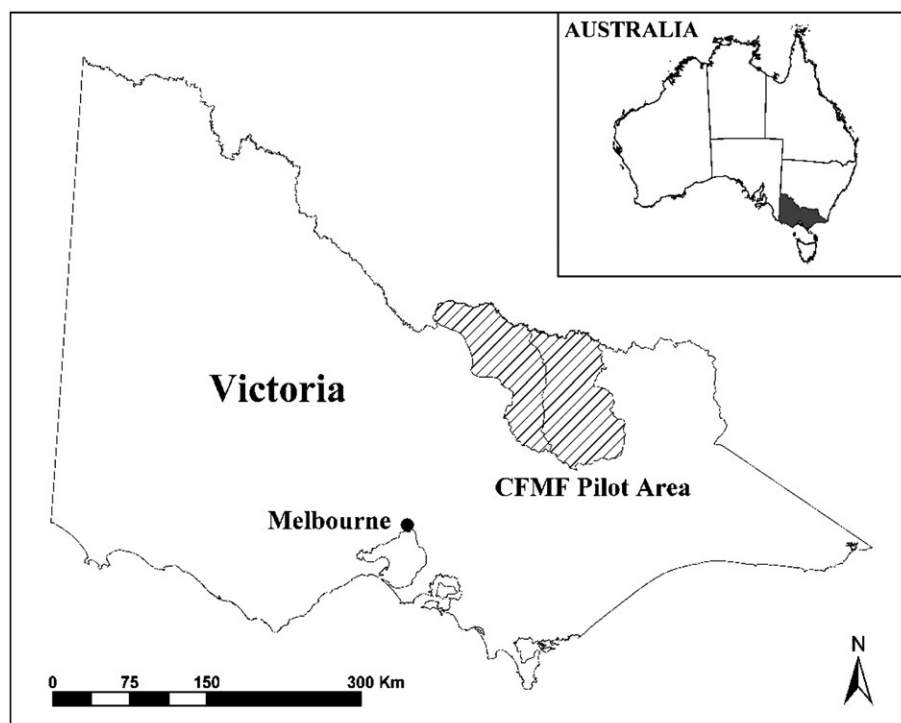 AUSTRALIA
Victoria
CFMF Pilot Area
Melbourne
N
0 75 150 300 Km